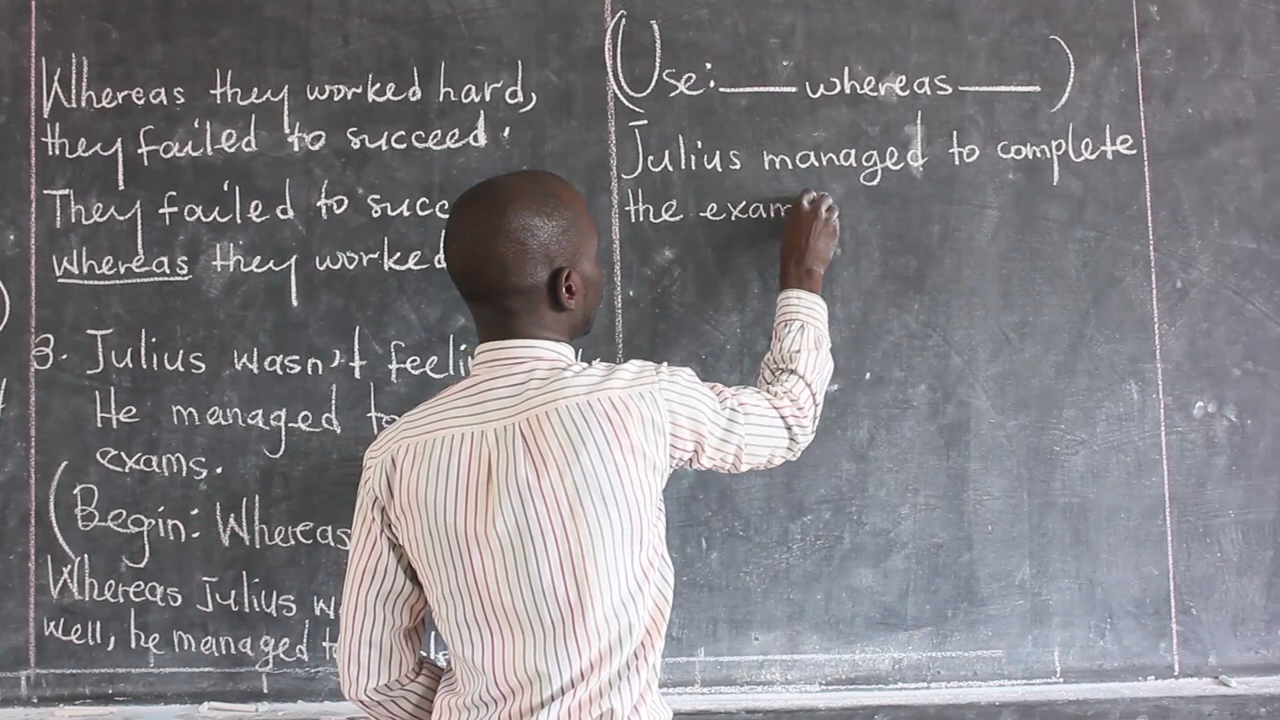 Whereas they worked hard,
they failed to succeed.
They failed to succ
whereas they worked
3. Julius wasn't feeli
He managed to
exams.
(Begin: Whereas
Whereas Julius w
well, he managed t
(Use: ___ whereas ___)
Julius managed to complete
the exam